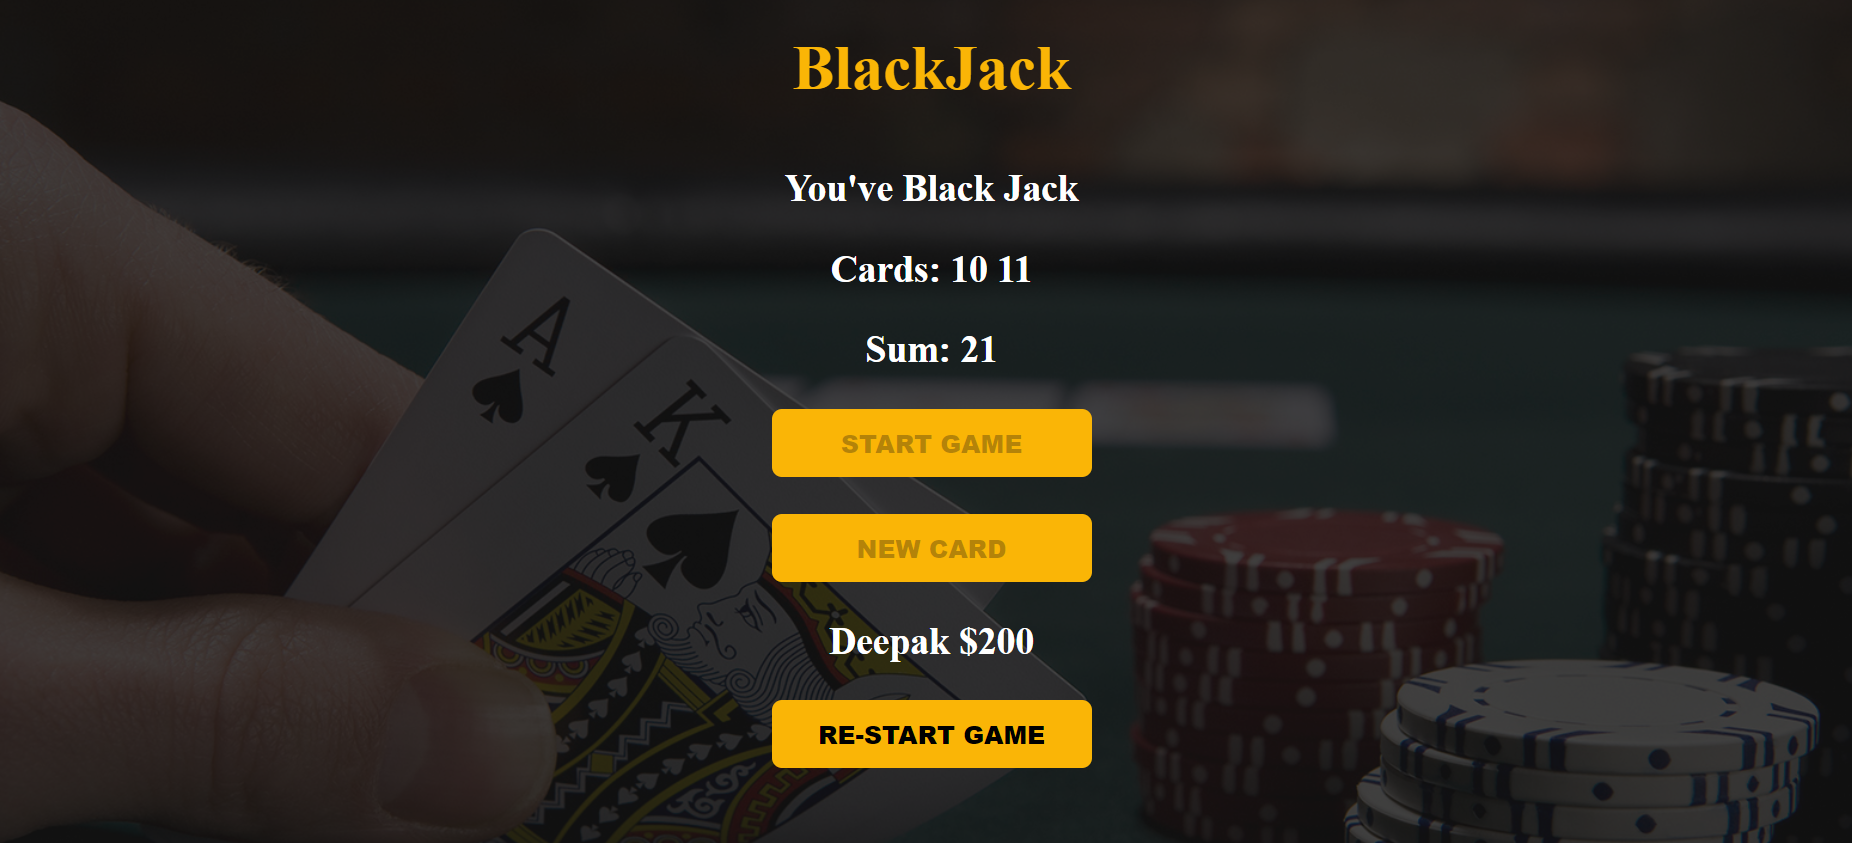 BlackJack
You've Black Jack
Cards: 10 11
Sum: 21
A
K
START GAME
NEW CARD
Deepak $200
RE-START GAME